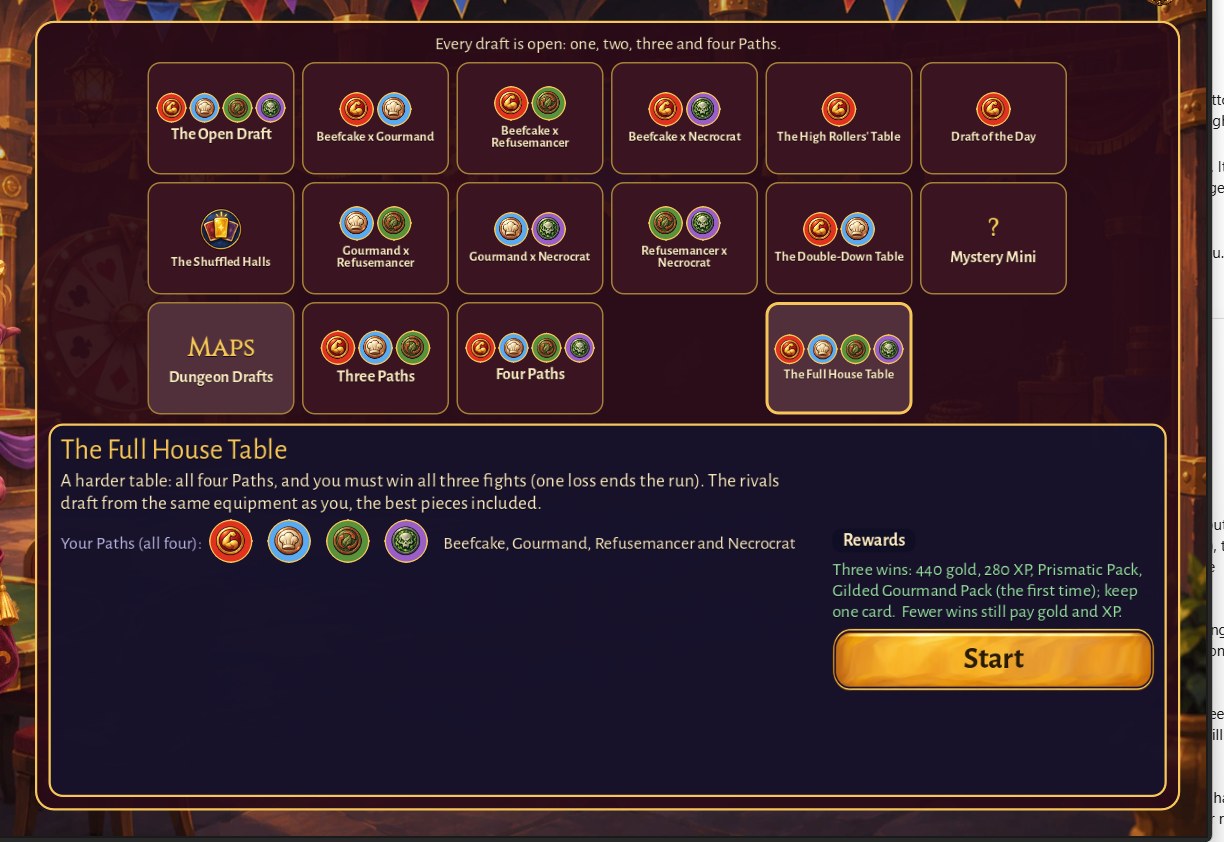 Every draft is open: one, two, three and four Paths.
The Open Draft
Beefcake x Gourmand
Beefcake x
Refusemancer
Beefcake x Necrocrat
The High Rollers' Table
Draft of the Day
The Shuffled Halls
Gourmand x
Refusemancer
Gourmand x Necrocrat
Refusemancer x
Necrocrat
The Double-Down Table
?
Mystery Mini
MAPS
Dungeon Drafts
Three Paths
Four Paths
The Full House Table
The Full House Table
A harder table: all four Paths, and you must win all three fights (one loss ends the run). The rivals
draft from the same equipment as you, the best pieces included.
Your Paths (all four):
Beefcake, Gourmand, Refusemancer and Necrocrat
Rewards
Three wins: 440 gold, 280 XP, Prismatic Pack,
Gilded Gourmand Pack (the first time); keep
one card. Fewer wins still pay gold and XP.
Start